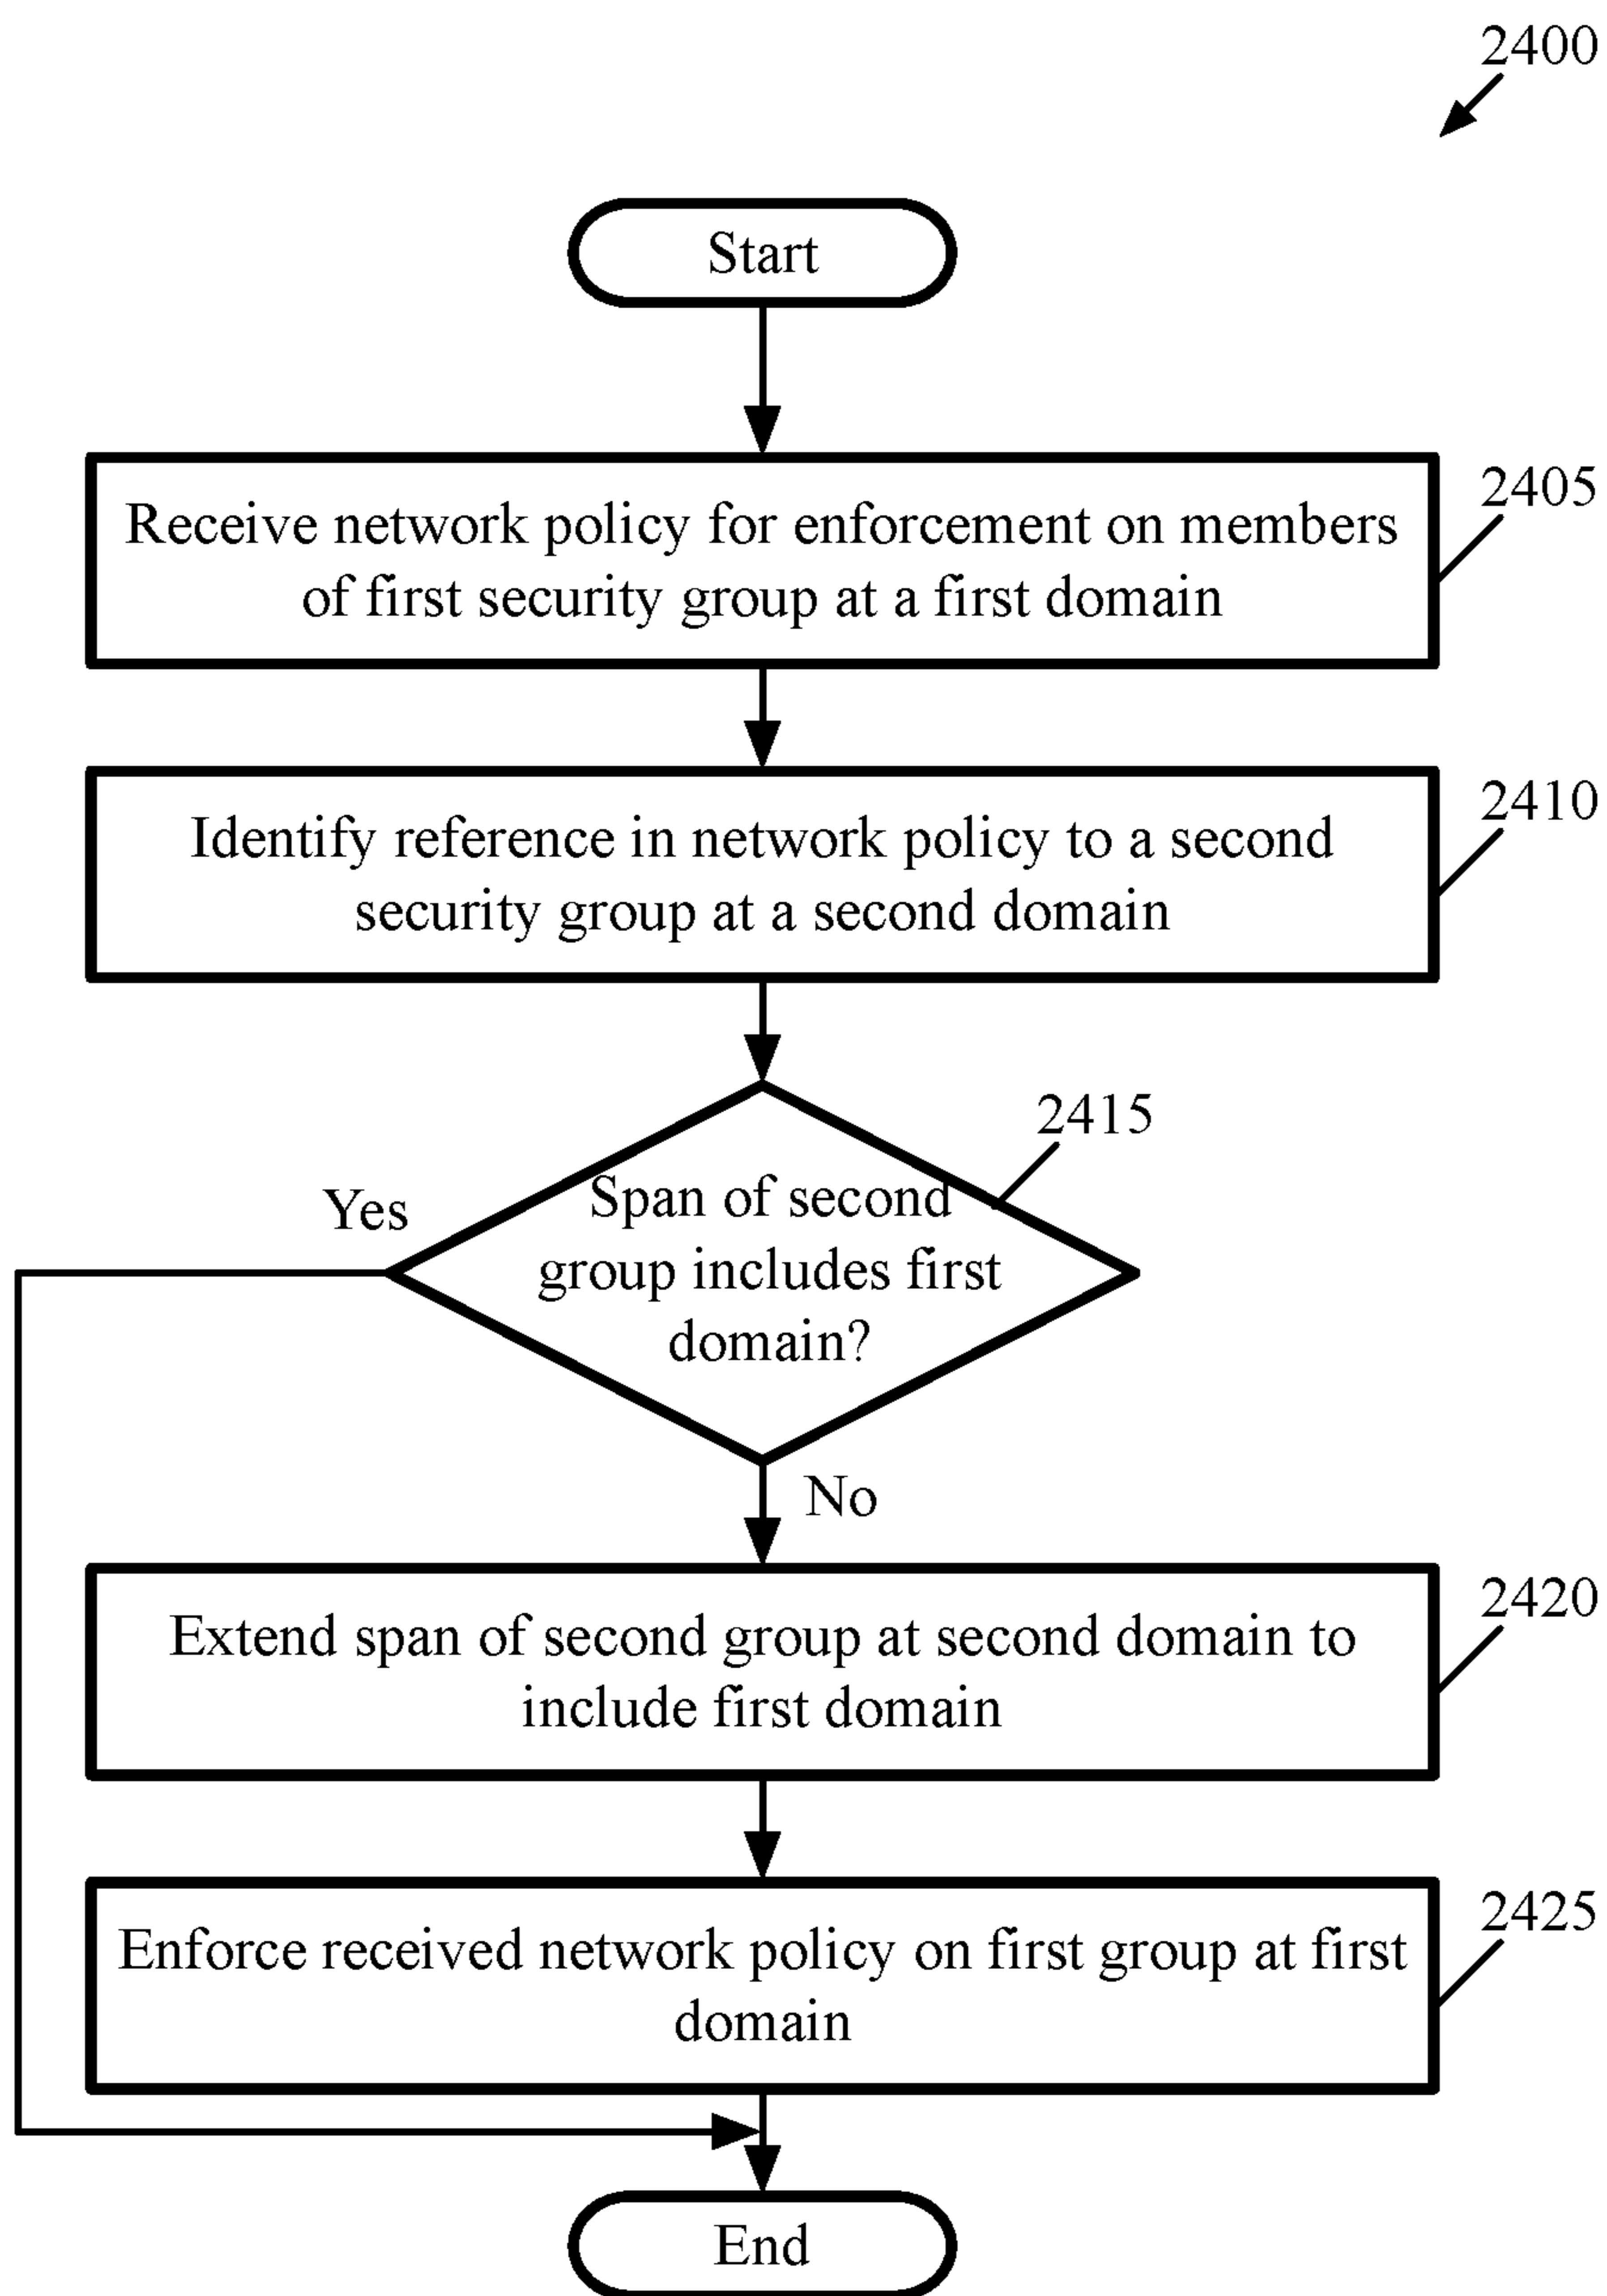 2400
Start
2405
Receive network policy for enforcement on members
of first security group at a first domain
2410
Identify reference in network policy to a second
security group at a second domain
2415
Yes
Span of second
group includes first
domain?
No
2420
Extend span of second group at second domain to
include first domain
2425
Enforce received network policy on first group at first
domain
End